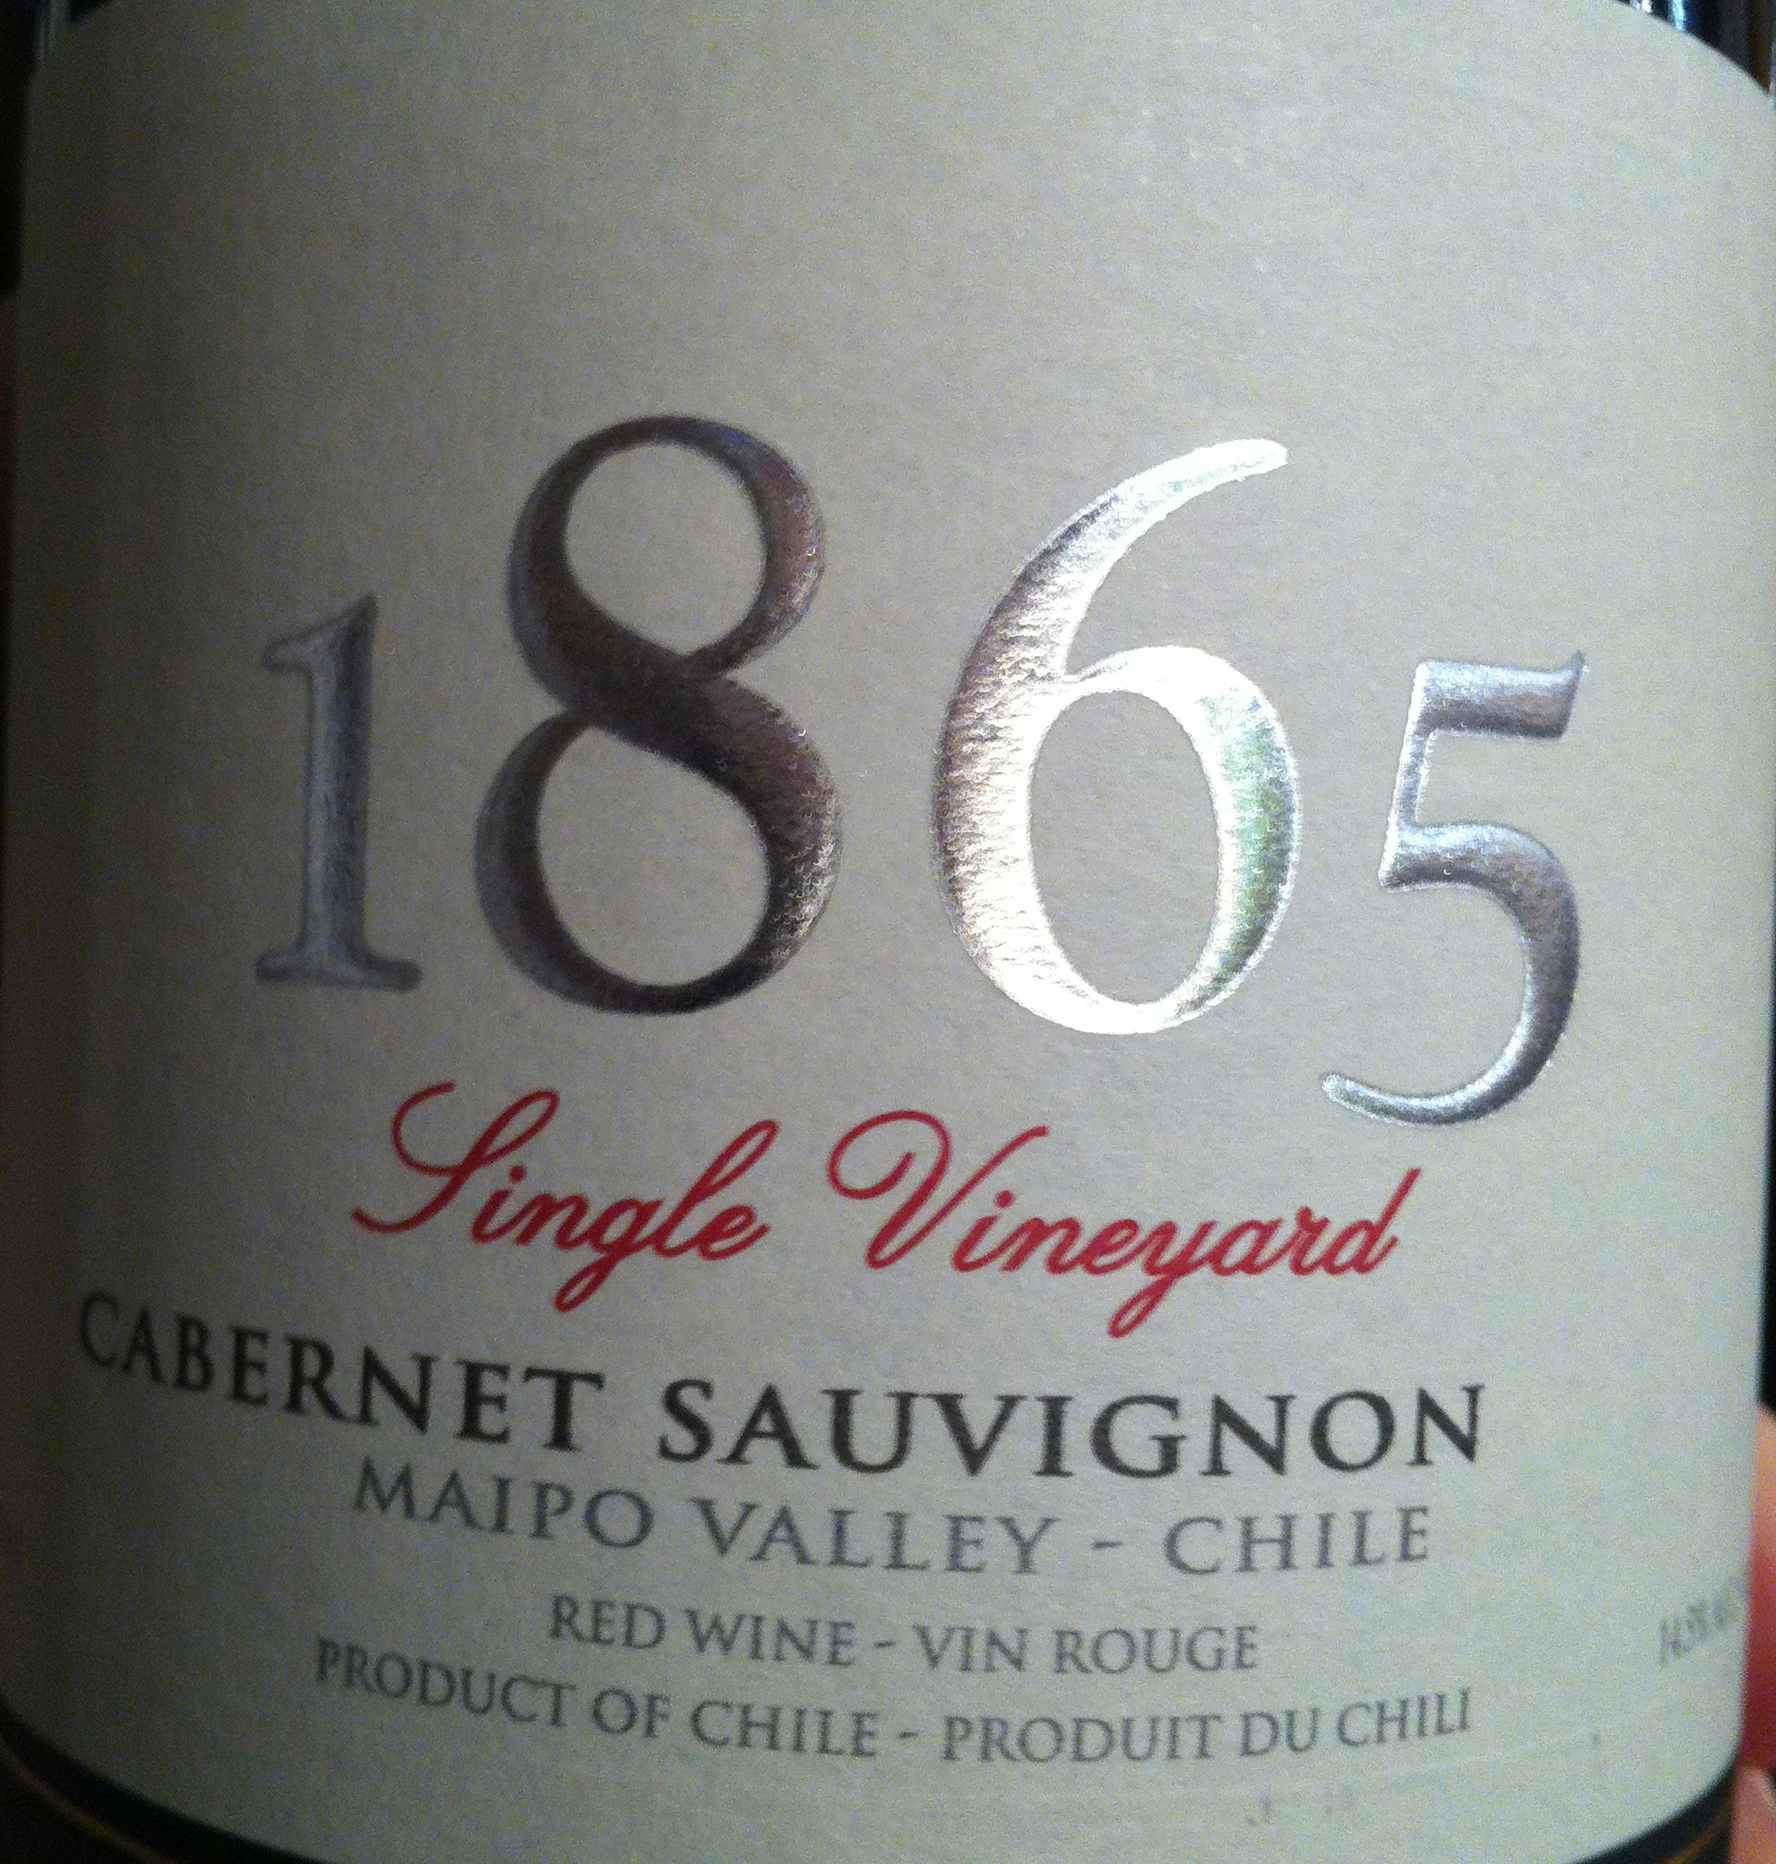 1865
Single Vineyard
CABERNET SAUVIGNON
MAIPO VALLEY - CHILE
RED WINE - VIN ROUGE
PRODUCT OF CHILE - PRODUIT DU CHILI